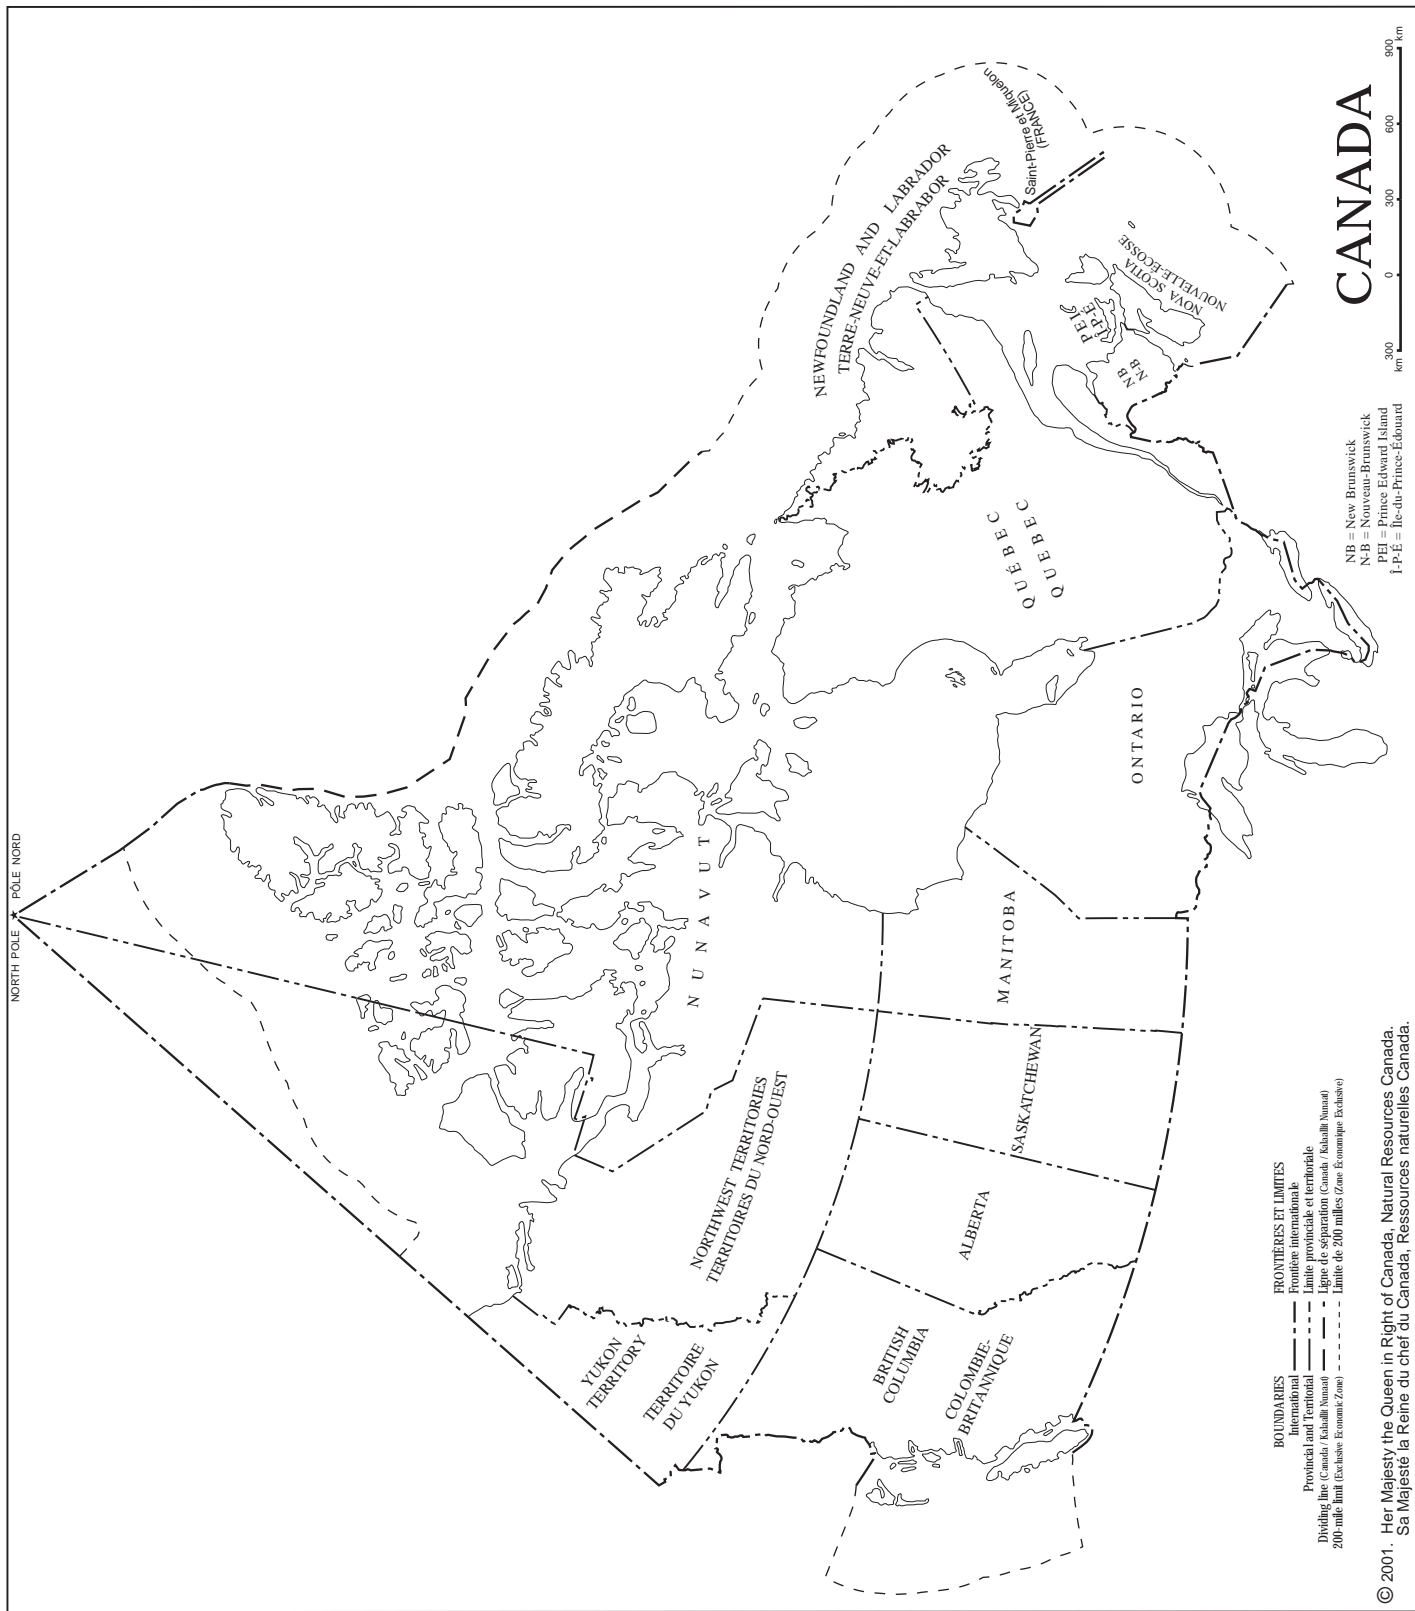 NORTH POLE
PÔLE NORD
YUKON
TERRITORY
TERRITOIRE
DU YUKON
NORTHWEST TERRITORIES
TERRITOIRES DU NORD-OUEST
NUNAVUT
BRITISH
COLUMBIA
COLOMBIE-
BRITANNIQUE
ALBERTA
SASKATCHEWAN
MANITOBA
ONTARIO
QUÉBEC
QUEBEC
NEWFOUNDLAND AND LABRADOR
TERRE-NEUVE-ET-LABRABOR
Saint-Pierre et Miquelon
(FRANCE)
PEI
Î-P-É
NB
N-B
NOVA SCOTIA
NOUVELLE-ÉCOSSE
BOUNDARIES
FRONTIÈRES ET LIMITES
International
Frontière internationale
Provincial and Territorial
Limite provinciale et territoriale
Dividing line (Canada / Kalaallit Nunaat)
Ligne de séparation (Canada / Kalaallit Nunaat)
200-mile limit (Exclusive Economic Zone)
Limite de 200 milles (Zone Économique Exclusive)
NB = New Brunswick
N-B = Nouveau-Brunswick
PEI = Prince Edward Island
Î-P-É = Île-du-Prince-Édouard
CANADA
km 300 0 300 600 900 km
© 2001. Her Majesty the Queen in Right of Canada, Natural Resources Canada.
Sa Majesté la Reine du chef du Canada, Ressources naturelles Canada.